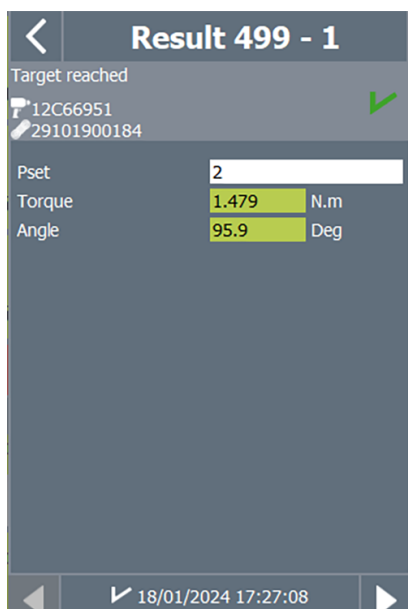 Result 499 - 1
Target reached
12C66951
29101900184
Pset 2
Torque 1.479 N.m
Angle 95.9 Deg
18/01/2024 17:27:08